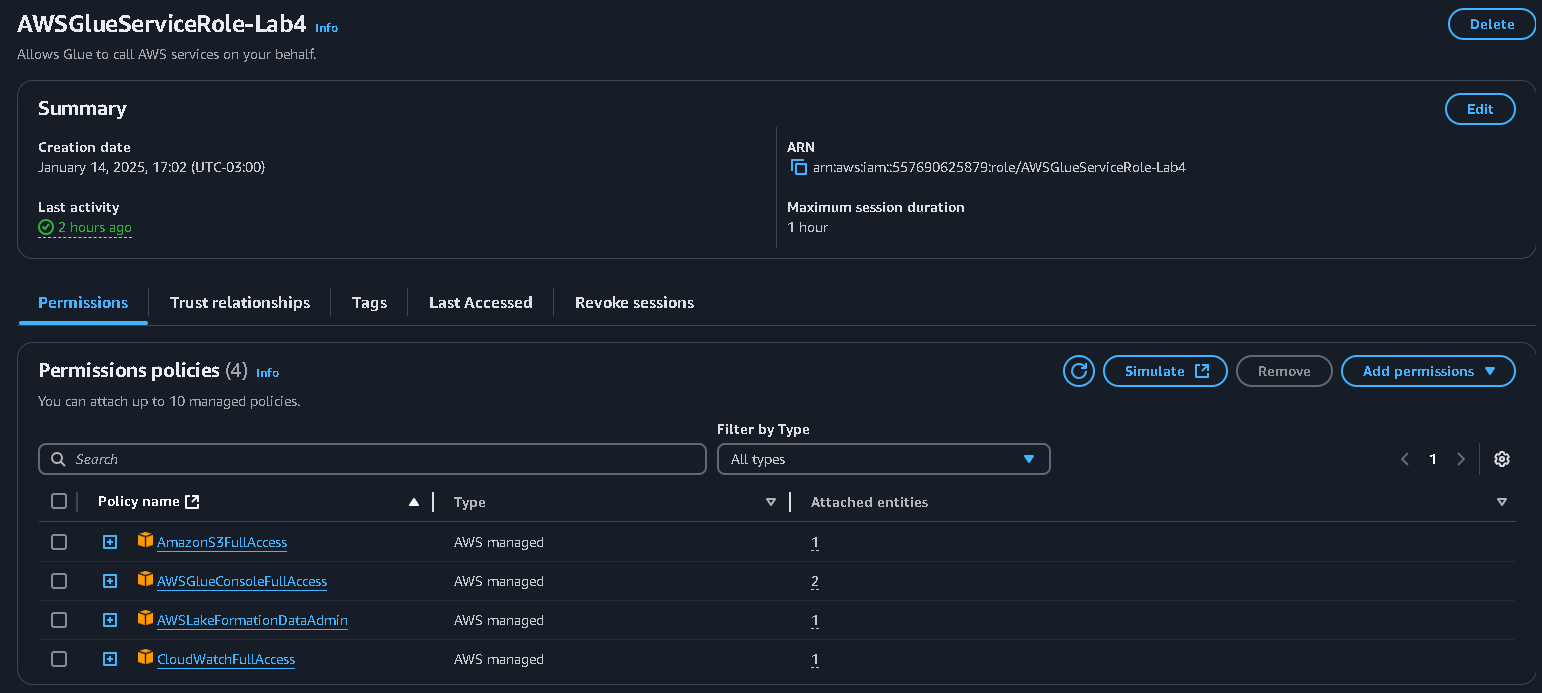 AWSGlueServiceRole-Lab4 Info
Delete
Allows Glue to call AWS services on your behalf.
Summary
Edit
Creation date
January 14, 2025, 17:02 (UTC-03:00)
ARN
arn:aws:iam::557690625879:role/AWSGlueServiceRole-Lab4
Last activity
2 hours ago
Maximum session duration
1 hour
Permissions Trust relationships Tags Last Accessed Revoke sessions
Permissions policies (4) Info
Simulate Remove Add permissions
You can attach up to 10 managed policies.
Filter by Type
Search All types 1
Policy name Type Attached entities
AmazonS3FullAccess AWS managed 1
AWSGlueConsoleFullAccess AWS managed 2
AWSLakeFormationDataAdmin AWS managed 1
CloudWatchFullAccess AWS managed 1